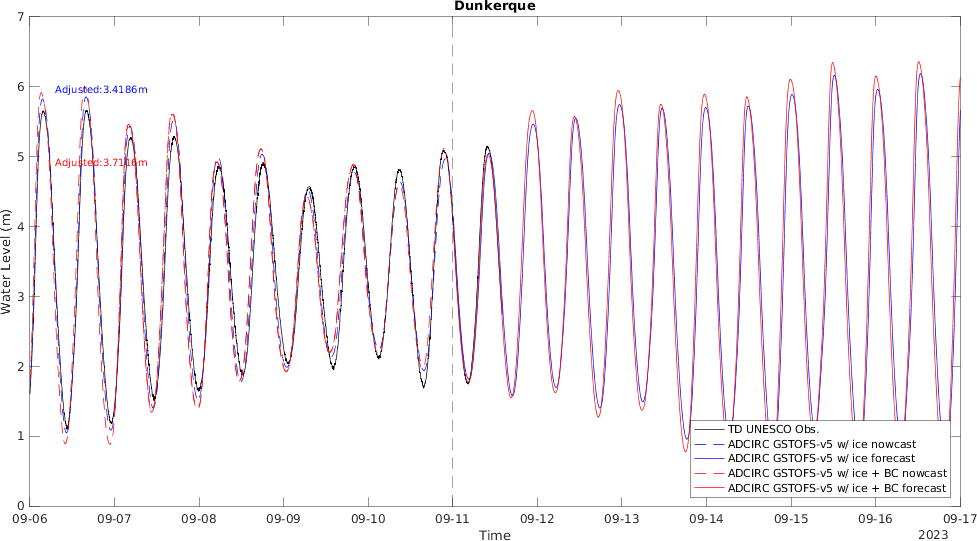 Dunkerque
7
6
5
4
3
2
1
0
Water Level (m)
Adjusted:3.4186m
Adjusted:3.7116m
TD UNESCO Obs.
ADCIRC GSTOFS-v5 w/ ice nowcast
ADCIRC GSTOFS-v5 w/ ice forecast
ADCIRC GSTOFS-v5 w/ ice + BC nowcast
ADCIRC GSTOFS-v5 w/ ice + BC forecast
09-06 09-07 09-08 09-09 09-10 09-11 09-12 09-13 09-14 09-15 09-16 09-17
Time
2023